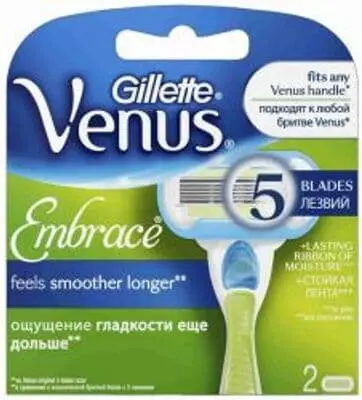 Gillette®
Venus®
fits any
Venus handle*
подходят к любой
бритве Venus*
5 BLADES
ЛЕЗВИЙ
Embrace®
feels smoother longer**
+LASTING
RIBBON OF
MOISTURE***
+СТОЙКАЯ
ЛЕНТА***
ощущение гладкости еще
дольше**
2